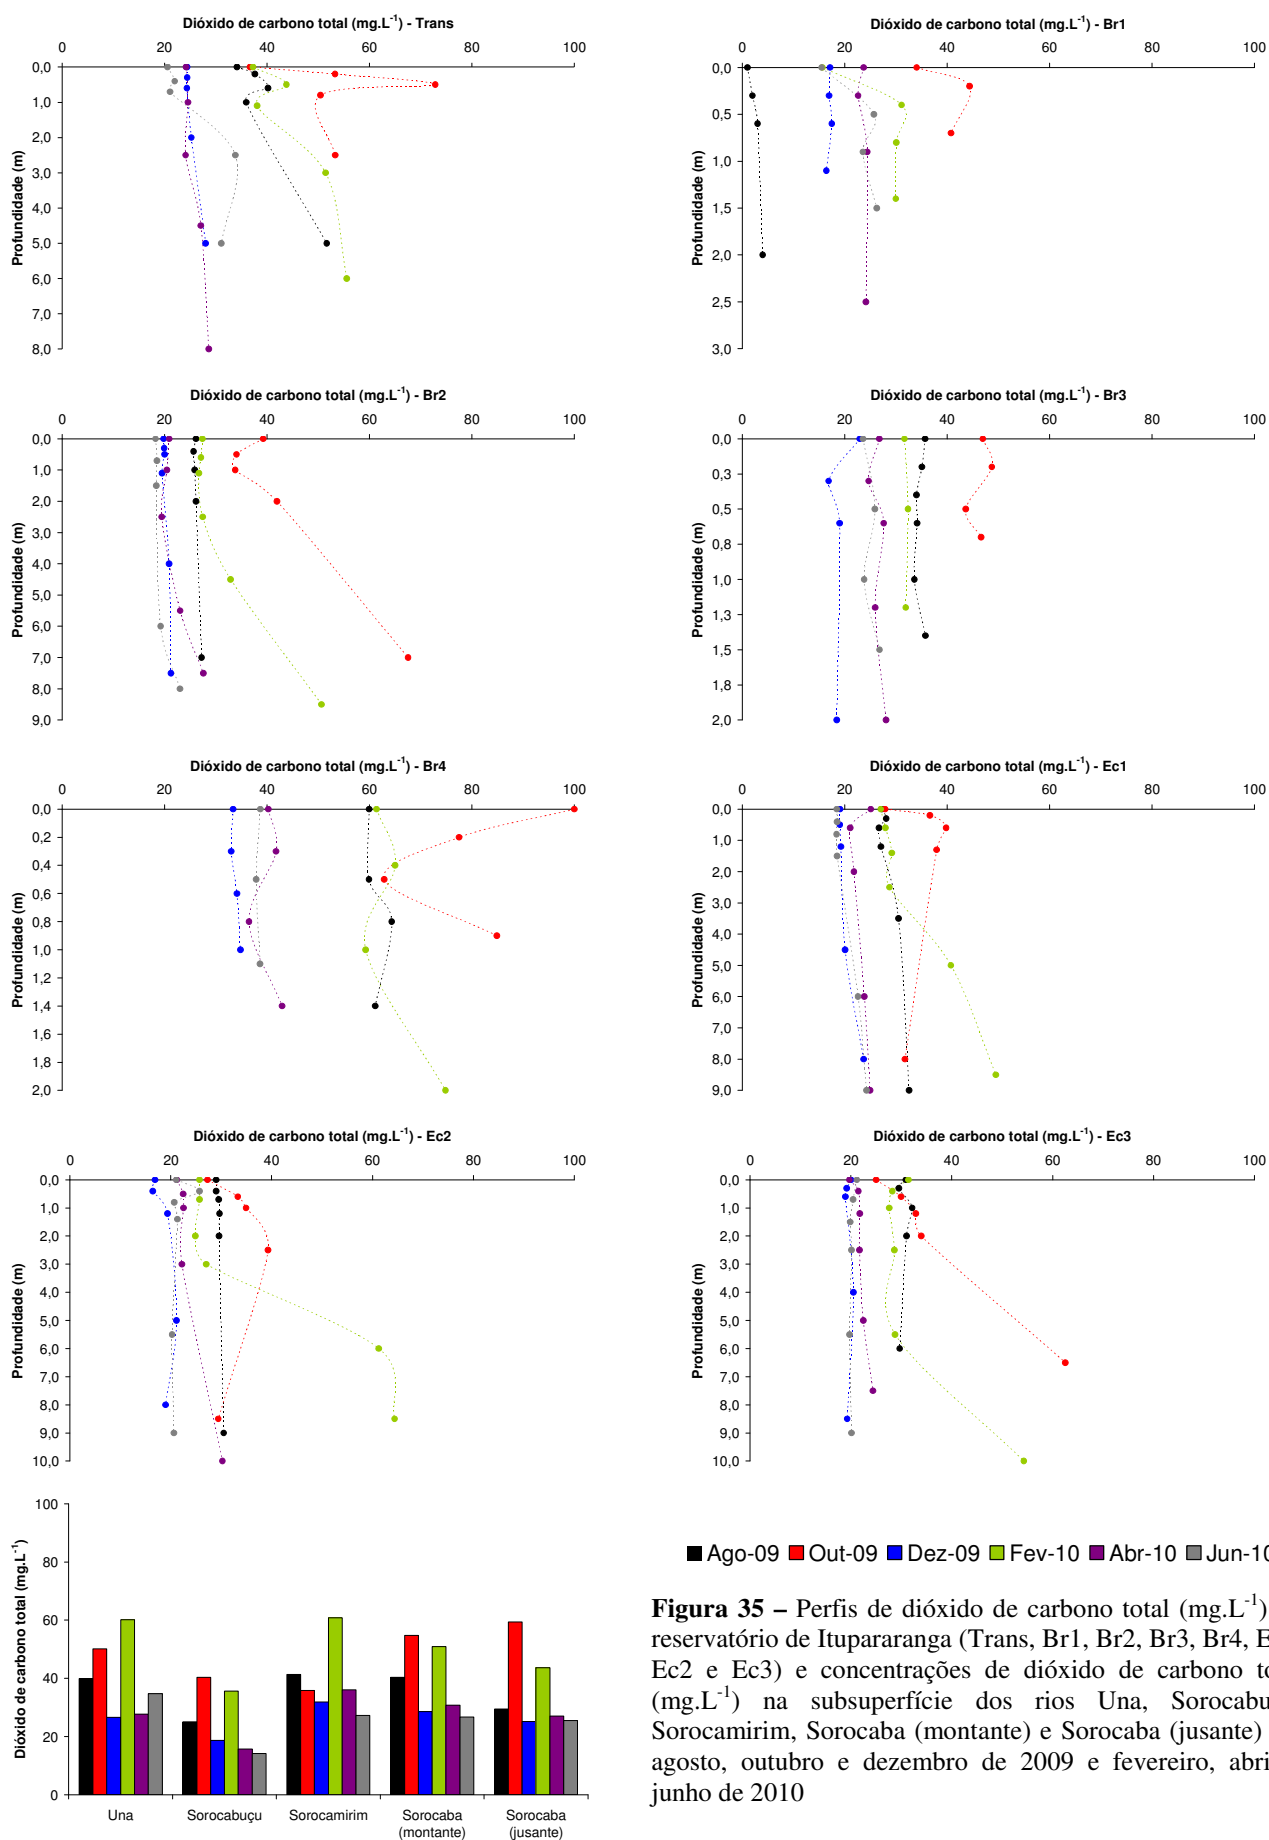 Dióxido de carbono total (mg.L-1) - Trans
0 20 40 60 80 100
Profundidade (m)
0,0
1,0
2,0
3,0
4,0
5,0
6,0
7,0
8,0
Dióxido de carbono total (mg.L-1) - Br1
0 20 40 60 80 100
Profundidade (m)
0,0
0,5
1,0
1,5
2,0
2,5
3,0
Dióxido de carbono total (mg.L-1) - Br2
0 20 40 60 80 100
Profundidade (m)
0,0
1,0
2,0
3,0
4,0
5,0
6,0
7,0
8,0
9,0
Dióxido de carbono total (mg.L-1) - Br3
0 20 40 60 80 100
Profundidade (m)
0,0
0,3
0,5
0,8
1,0
1,3
1,5
1,8
2,0
Dióxido de carbono total (mg.L-1) - Br4
0 20 40 60 80 100
Profundidade (m)
0,0
0,2
0,4
0,6
0,8
1,0
1,2
1,4
1,6
1,8
2,0
Dióxido de carbono total (mg.L-1) - Ec1
0 20 40 60 80 100
Profundidade (m)
0,0
1,0
2,0
3,0
4,0
5,0
6,0
7,0
8,0
9,0
Dióxido de carbono total (mg.L-1) - Ec2
0 20 40 60 80 100
Profundidade (m)
0,0
1,0
2,0
3,0
4,0
5,0
6,0
7,0
8,0
9,0
10,0
Dióxido de carbono total (mg.L-1) - Ec3
0 20 40 60 80 100
Profundidade (m)
0,0
1,0
2,0
3,0
4,0
5,0
6,0
7,0
8,0
9,0
10,0
Dióxido de carbono total (mg.L-1)
100
80
60
40
20
0
Una Sorocabuçu Sorocamirim Sorocaba Sorocaba
(montante) (jusante)
Ago-09 Out-09 Dez-09 Fev-10 Abr-10 Jun-10
Figura 35 – Perfis de dióxido de carbono total (mg.L-1)
reservatório de Itupararanga (Trans, Br1, Br2, Br3, Br4, E
Ec2 e Ec3) e concentrações de dióxido de carbono to
(mg.L-1) na subsuperfície dos rios Una, Sorocabu
Sorocamirim, Sorocaba (montante) e Sorocaba (jusante)
agosto, outubro e dezembro de 2009 e fevereiro, abri
junho de 2010